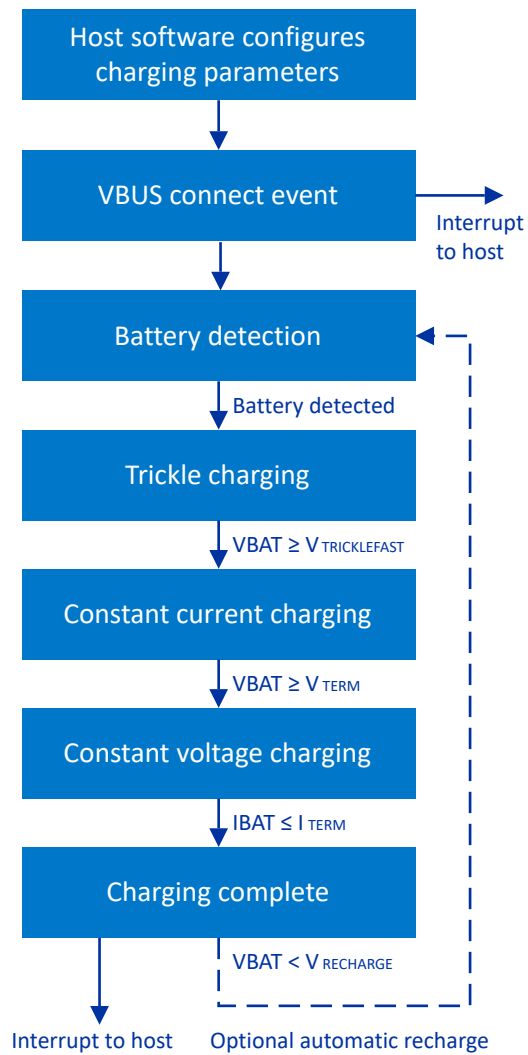 Host software configures
charging parameters
VBUS connect event
Interrupt
to host
Battery detection
Battery detected
Trickle charging
VBAT ≥ V TRICKLEFAST
Constant current charging
VBAT ≥ V TERM
Constant voltage charging
IBAT ≤ I TERM
Charging complete
VBAT < V RECHARGE
Interrupt to host
Optional automatic recharge